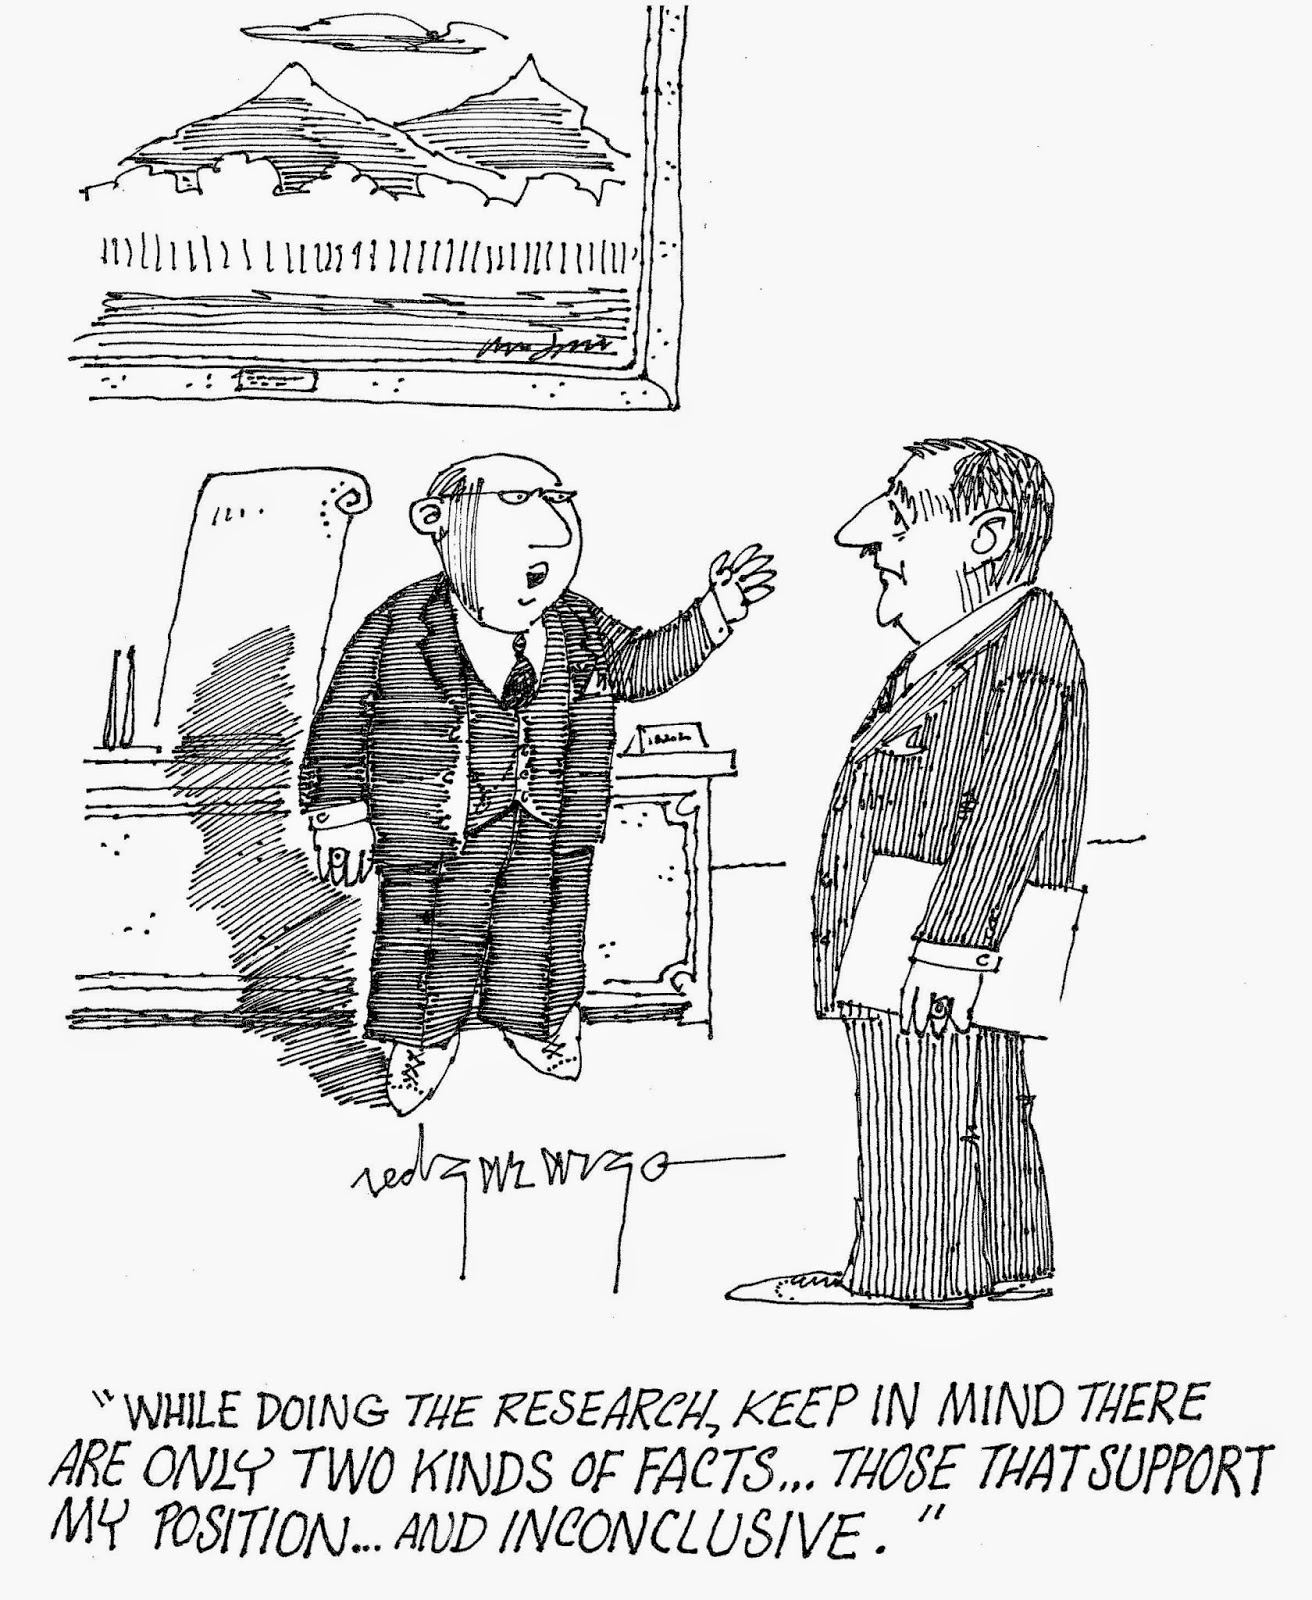 "WHILE DOING THE RESEARCH, KEEP IN MIND THERE
ARE ONLY TWO KINDS OF FACTS... THOSE THAT SUPPORT
MY POSITION... AND INCONCLUSIVE."